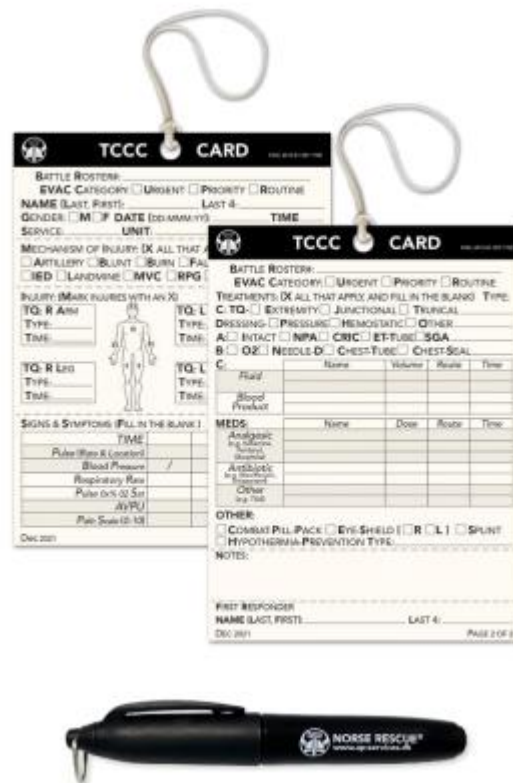 TCCC CARD
BATTLE ROSTER#:
EVAC CATEGORY: URGENT PRIORITY ROUTINE
NAME (LAST, FIRST): LAST 4:
GENDER: M F DATE (DD-MMM-YY) TIME
SERVICE: UNIT:
MECHANISM OF INJURY: (X ALL THAT A
ARTILLERY BLUNT BURN FAL
IED LANDMINE MVC RPG
INJURY: (MARK INJURIES WITH AN X)
TQ: R ARM TQ: L
TYPE: TYPE:
TIME: TIME:
TQ: R LEG TQ: L
TYPE: TYPE:
TIME: TIME:
SIGNS & SYMPTOMS (FILL IN THE BLANK)
TIME
Pulse (Rate & Location)
Blood Pressure /
Respiratory Rate
Pulse Ox% O2 Sat
AVPU
Pain Scale (0-10)
DEC 2021
TCCC CARD
BATTLE ROSTER#:
EVAC CATEGORY: URGENT PRIORITY ROUTINE
TREATMENTS: (X ALL THAT APPLY, AND FILL IN THE BLANK) TYPE
C: TQ- EXTREMITY JUNCTIONAL TRUNCAL
DRESSING- PRESSURE HEMOSTATIC OTHER
A: INTACT NPA CRIC ET-TUBE SGA
B: O2 NEEDLE-D CHEST-TUBE CHEST-SEAL
C: Name Volume Route Time
Fluid
Blood Product
MEDS: Name Dose Route Time
Analgesic
Antibiotic
Other
OTHER:
COMBAT-PILL-PACK EYE-SHIELD ( R L ) SPLINT
HYPOTHERMIA-PREVENTION TYPE:
NOTES:
FIRST RESPONDER
NAME (LAST, FIRST): LAST 4:
DEC 2021 PAGE 2 OF 2
NORSE RESCUE®